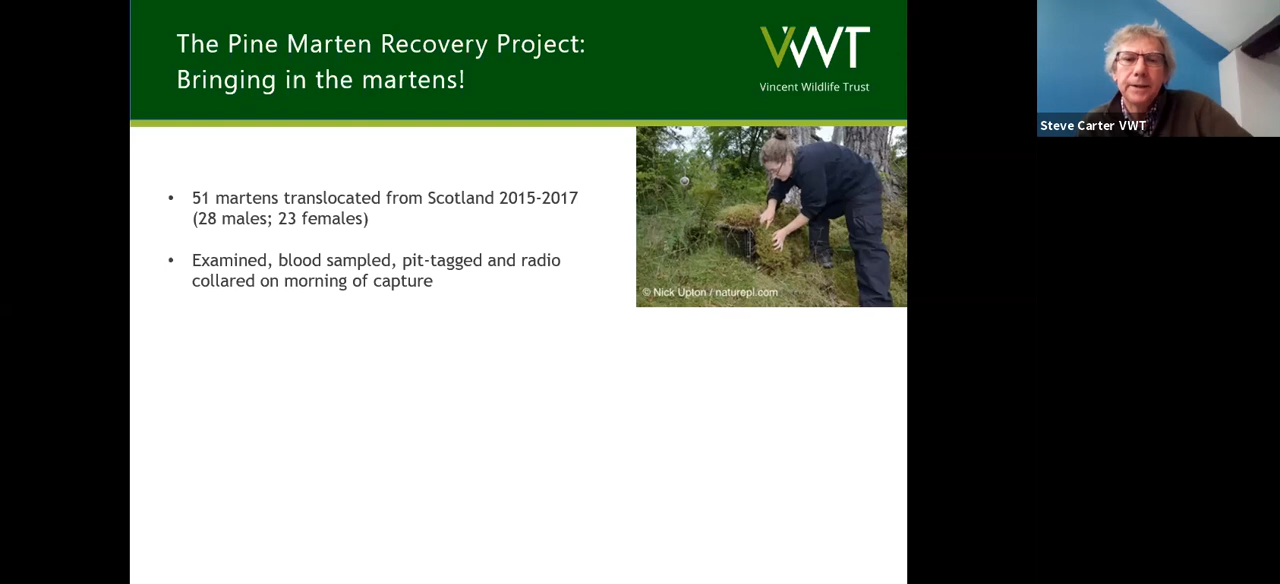 The Pine Marten Recovery Project:
Bringing in the martens!
VWT
Vincent Wildlife Trust
• 51 martens translocated from Scotland 2015-2017
(28 males; 23 females)
• Examined, blood sampled, pit-tagged and radio
collared on morning of capture
© Nick Upton / naturepl.com
Steve Carter VWT